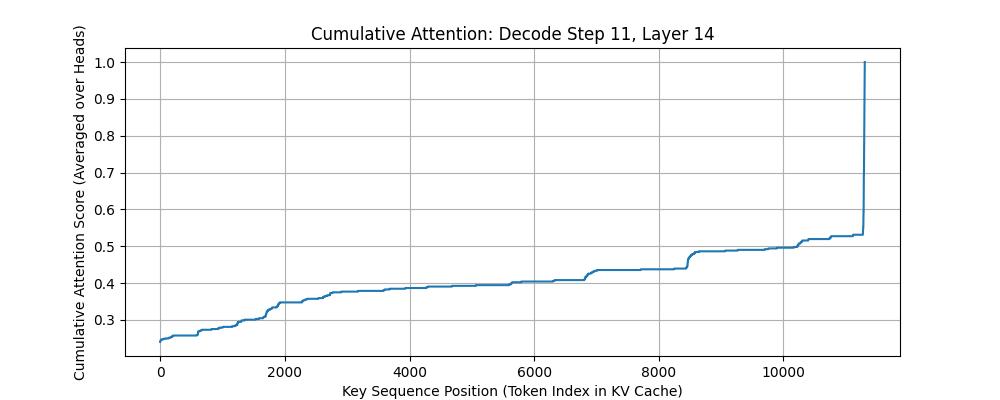 Cumulative Attention: Decode Step 11, Layer 14
Cumulative Attention Score (Averaged over Heads)
1.0
0.9
0.8
0.7
0.6
0.5
0.4
0.3
0 2000 4000 6000 8000 10000
Key Sequence Position (Token Index in KV Cache)